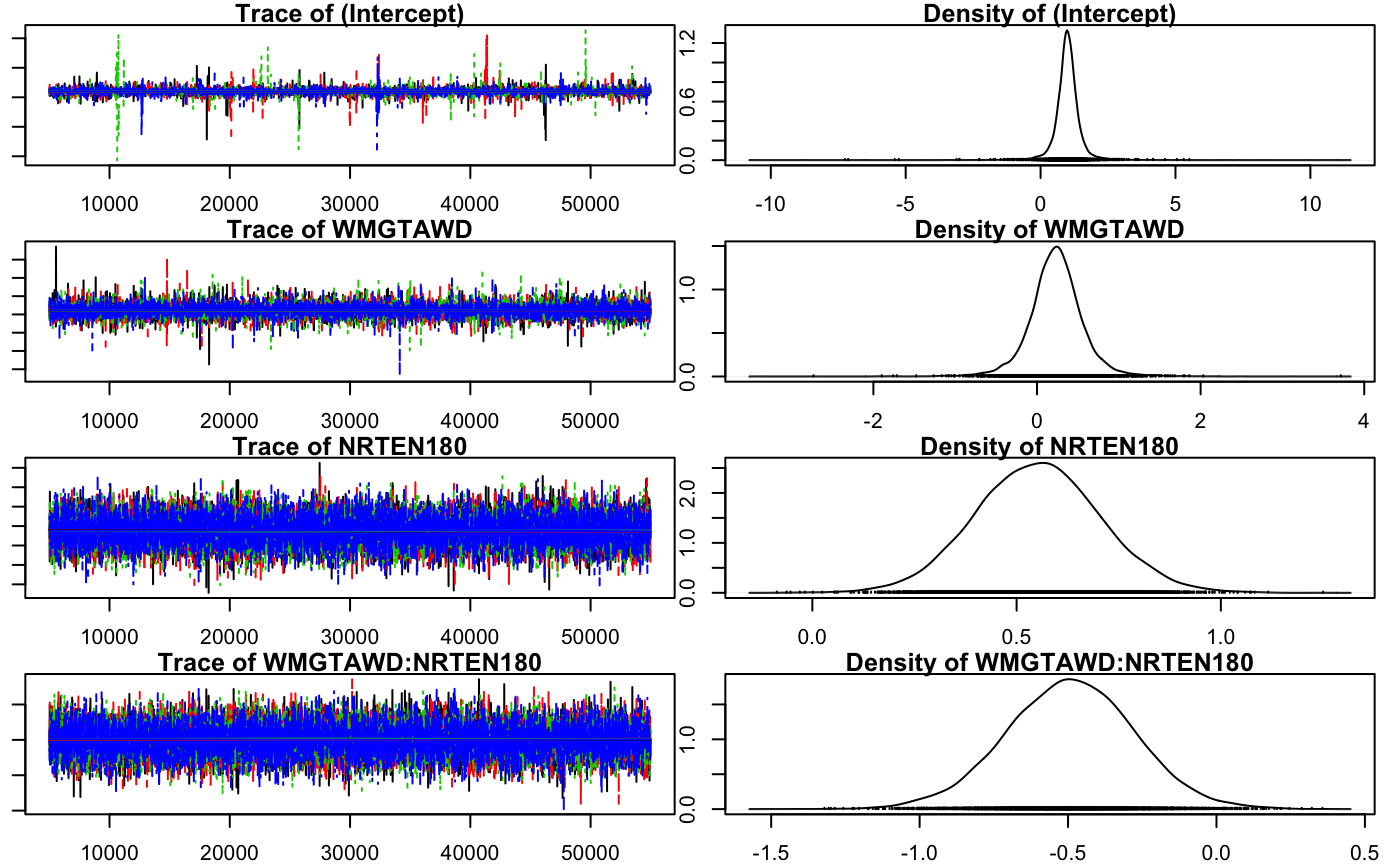 Trace of (Intercept)
10000 20000 30000 40000 50000
Density of (Intercept)
0.0 0.6 1.2
-10 -5 0 5 10
Trace of WMGTAWD
10000 20000 30000 40000 50000
Density of WMGTAWD
0.0 1.0
-2 0 2 4
Trace of NRTEN180
10000 20000 30000 40000 50000
Density of NRTEN180
0.0 1.0 2.0
0.0 0.5 1.0
Trace of WMGTAWD:NRTEN180
10000 20000 30000 40000 50000
Density of WMGTAWD:NRTEN180
0.0 1.0
-1.5 -1.0 -0.5 0.0 0.5